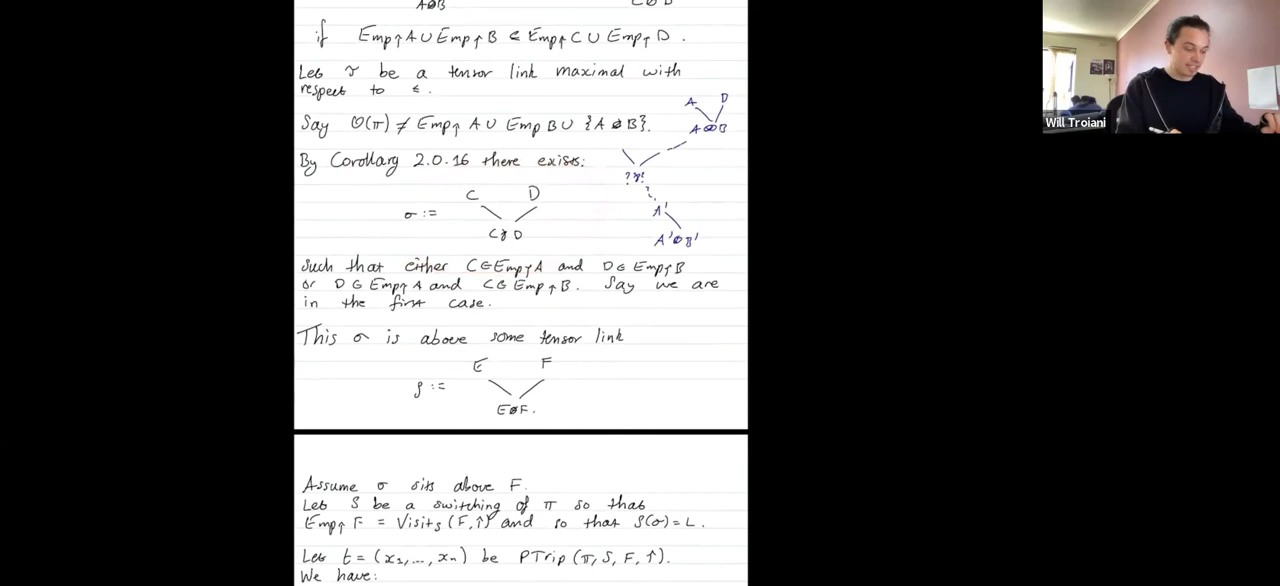 A⊗B
C⊗D
if Emp↑A ∪ Emp↑B ⊆ Emp↑C ∪ Emp↑D.
Let τ be a tensor link maximal with
respect to ≤.
Say O(π) ≠ Emp↑ A ∪ Emp B ∪ {A⊗B}.
By Corollary 2.0.16 there exists:
A D
A⊗B
?⅋!
A'
A'⊗B'
C D
σ :=
C⅋D
Such that either C∈Emp↑A and D∈Emp↑B
or D∈Emp↑A and C∈Emp↑B. Say we are
in the first case.
This σ is above some tensor link
E F
ρ :=
E⊗F.
Assume σ sits above F.
Let S be a switching of π so that
Emp↑ F = Visits(F,↑) and so that S(σ)=L.
Let t = (x1,...,xn) be PTrip(π,S,F,↑).
We have:
Will Troiani